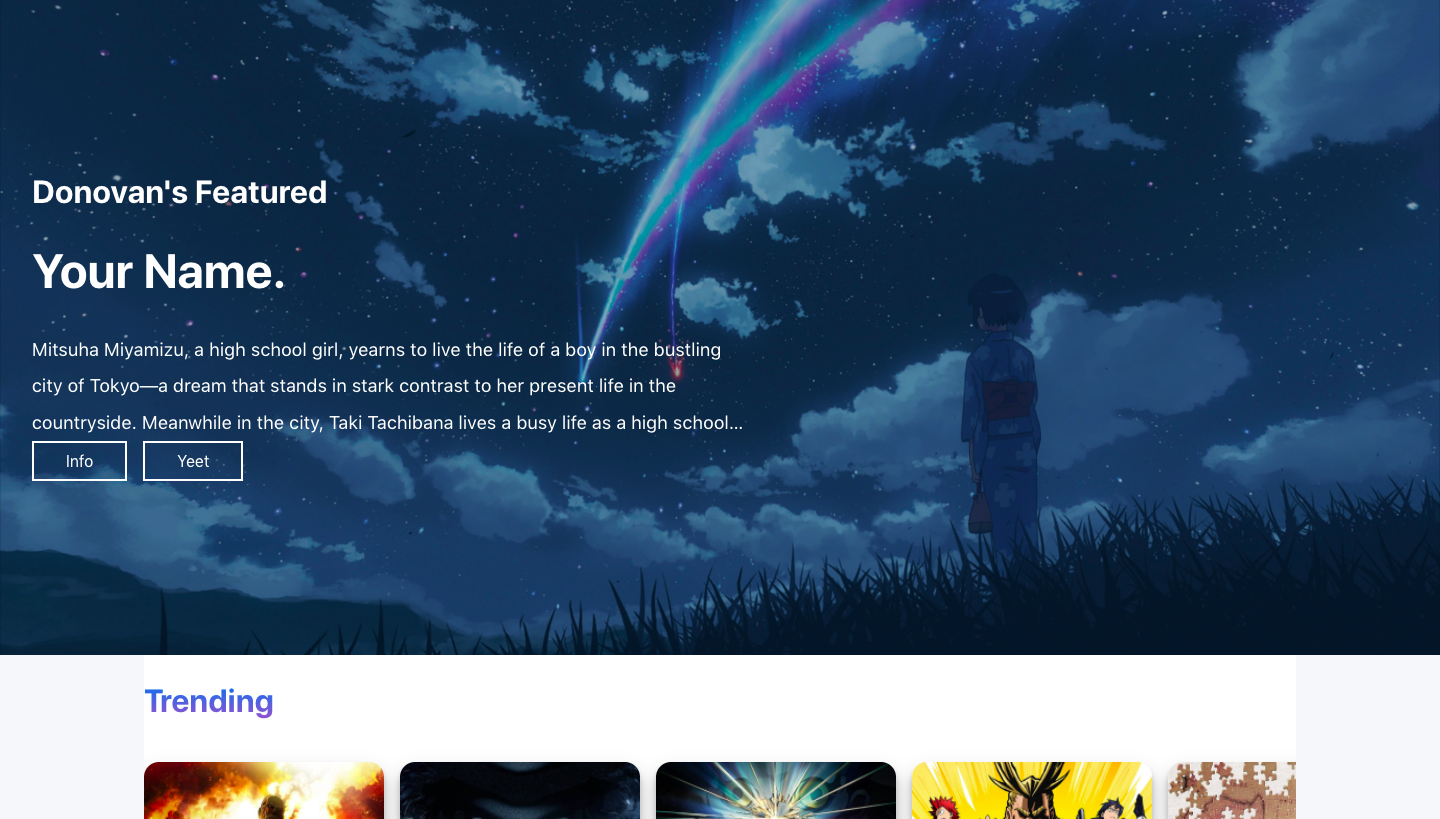 Donovan's Featured
Your Name.
Mitsuha Miyamizu, a high school girl, yearns to live the life of a boy in the bustling
city of Tokyo—a dream that stands in stark contrast to her present life in the
countryside. Meanwhile in the city, Taki Tachibana lives a busy life as a high school...
Info
Yeet
Trending